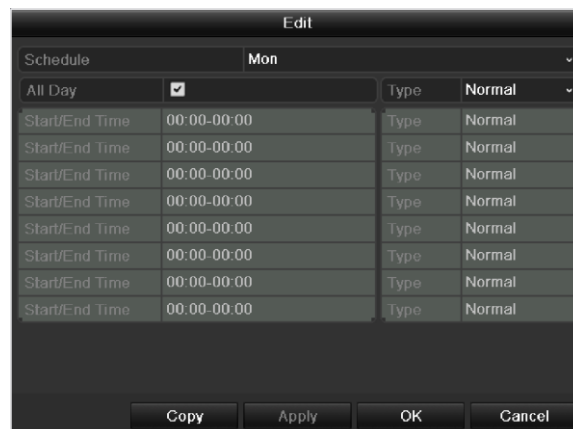 Edit
Schedule Mon
All Day Type Normal
Start/End Time 00:00-00:00 Type Normal
Start/End Time 00:00-00:00 Type Normal
Start/End Time 00:00-00:00 Type Normal
Start/End Time 00:00-00:00 Type Normal
Start/End Time 00:00-00:00 Type Normal
Start/End Time 00:00-00:00 Type Normal
Start/End Time 00:00-00:00 Type Normal
Start/End Time 00:00-00:00 Type Normal
Copy Apply OK Cancel